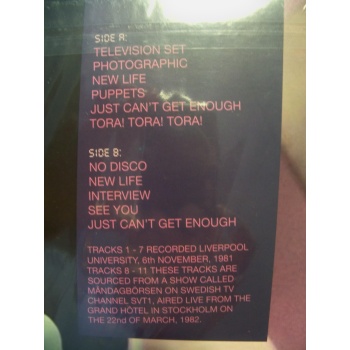 SIDE A:
TELEVISION SET
PHOTOGRAPHIC
NEW LIFE
PUPPETS
JUST CAN'T GET ENOUGH
TORA! TORA! TORA!
SIDE B:
NO DISCO
NEW LIFE
INTERVIEW
SEE YOU
JUST CAN'T GET ENOUGH
TRACKS 1 - 7 RECORDED LIVERPOOL
UNIVERSITY, 6th NOVEMBER, 1981
TRACKS 8 - 11 THESE TRACKS ARE
SOURCED FROM A SHOW CALLED
MÅNDAGBÖRSEN ON SWEDISH TV
CHANNEL SVT1, AIRED LIVE FROM THE
GRAND HÖTEL IN STOCKHOLM ON
THE 22nd OF MARCH, 1982.